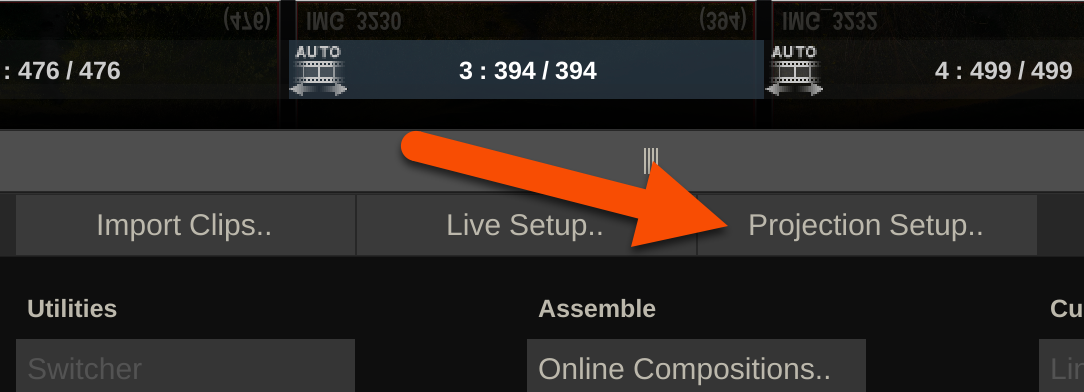 (476) IMG_3230 (394) IMG_3232
AUTO AUTO
: 476 / 476 3 : 394 / 394 4 : 499 / 499
Import Clips.. Live Setup.. Projection Setup..
Utilities Assemble Cu
Switcher Online Compositions.. Lin